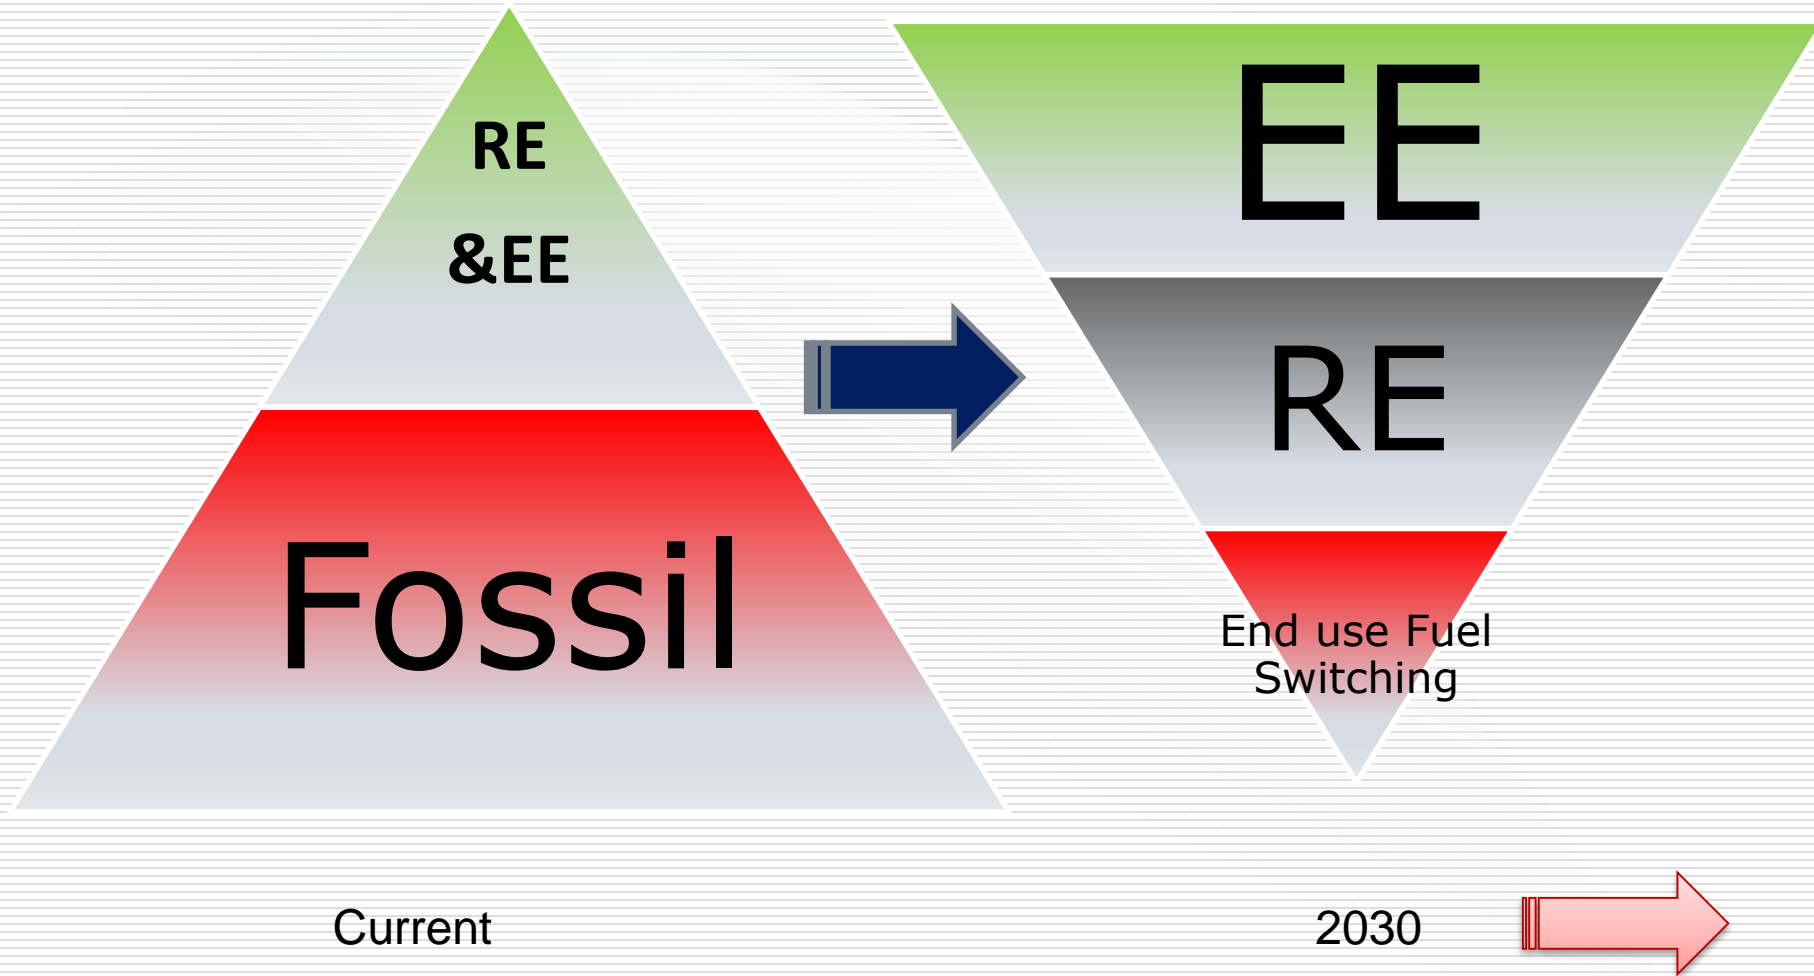 RE
&EE
Fossil
EE
RE
End use Fuel
Switching
Current
2030